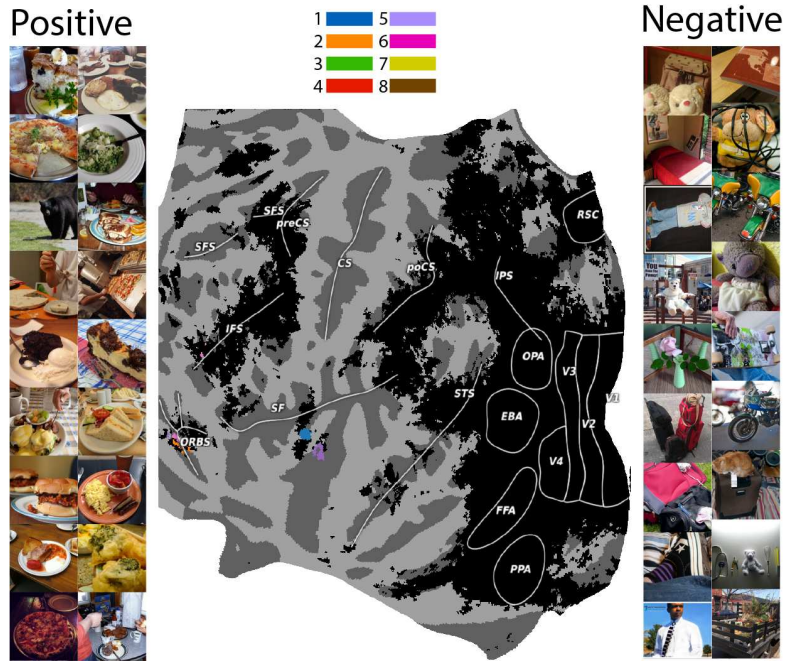 Positive
Negative
1 5
2 6
3 7
4 8
RSC
SFS
preCS
SFS
CS
poCS
IPS
IFS
OPA
V3
STS
V1
SF
EBA
V2
ORBS
V4
FFA
PPA